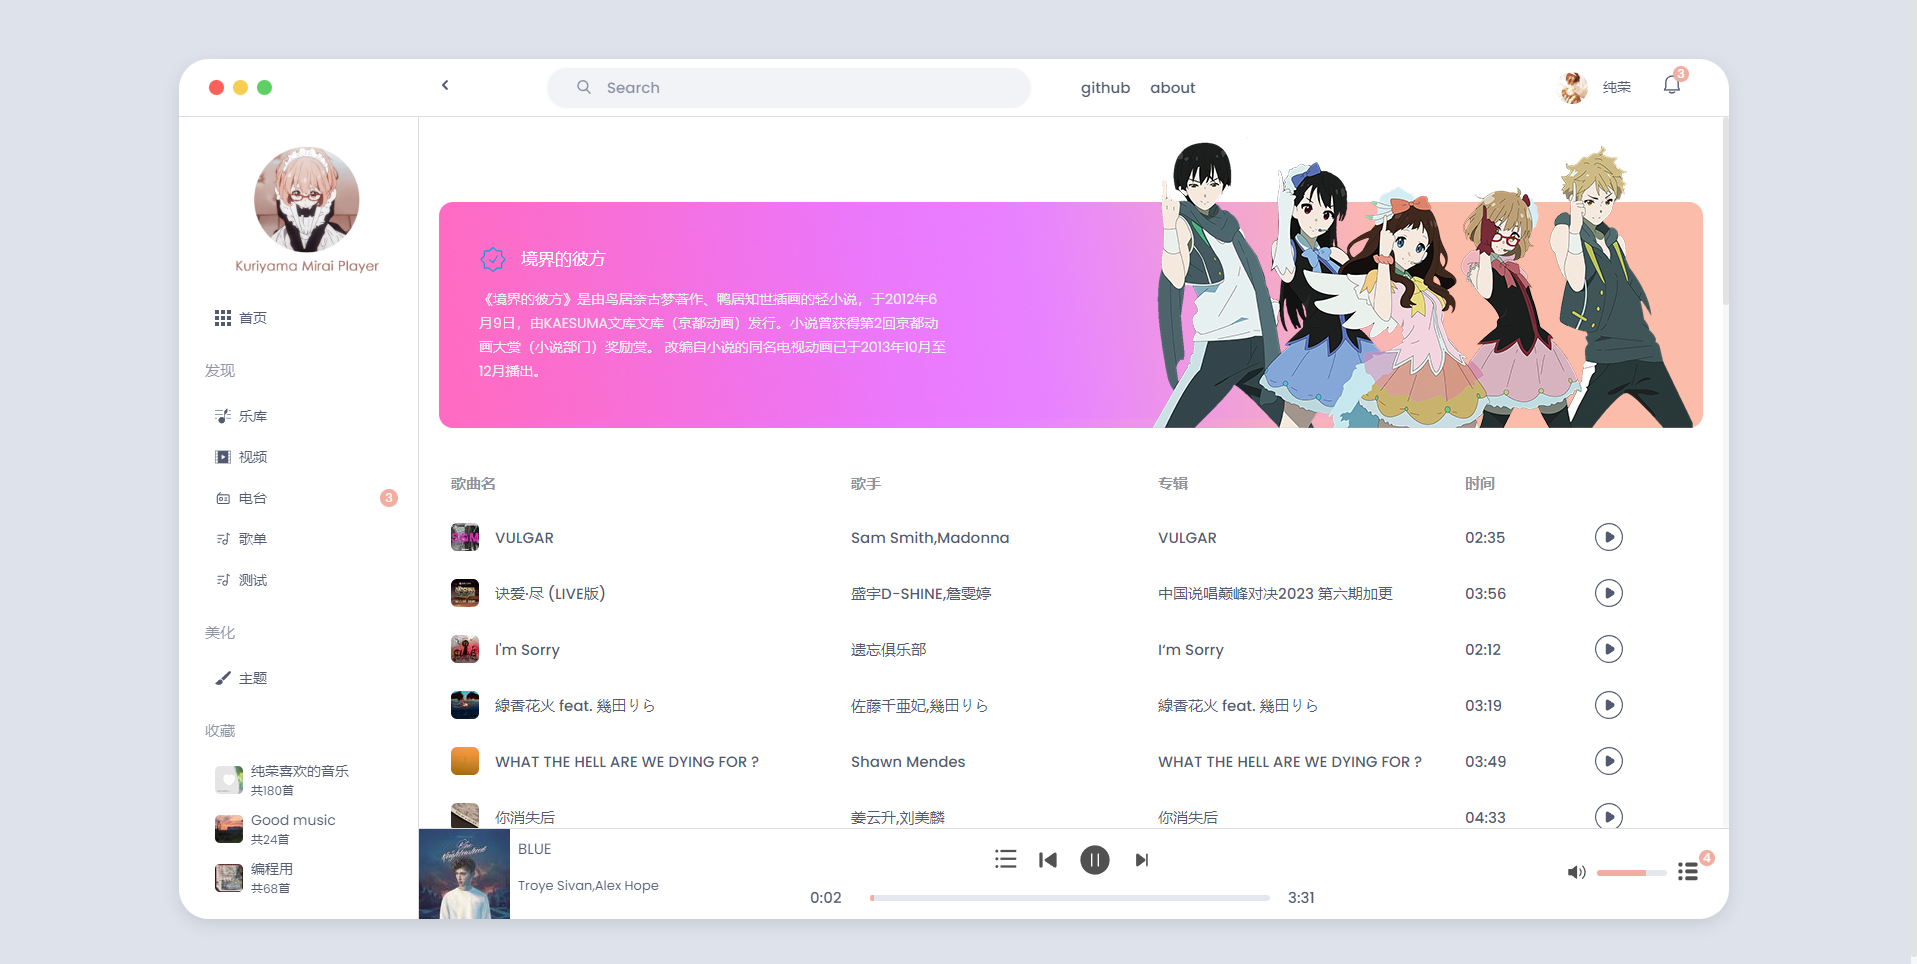 Search
github
about
纯荣
3
Kuriyama Mirai Player
首页
发现
乐库
视频
电台
3
歌单
测试
美化
主题
收藏
纯荣喜欢的音乐
共180首
Good music
共24首
编程用
共68首
境界的彼方
《境界的彼方》是由鸟居奈古梦著作、鸭居知世插画的轻小说，于2012年6
月9日，由KAESUMA文库文库（京都动画）发行。小说曾获得第2回京都动
画大赏（小说部门）奖励赏。 改编自小说的同名电视动画已于2013年10月至
12月播出。
歌曲名 歌手 专辑 时间
VULGAR Sam Smith,Madonna VULGAR 02:35
诀爱·尽 (LIVE版) 盛宇D-SHINE,詹雯婷 中国说唱巅峰对决2023 第六期加更 03:56
I'm Sorry 遗忘俱乐部 I‘m Sorry 02:12
線香花火 feat. 幾田りら 佐藤千亜妃,幾田りら 線香花火 feat. 幾田りら 03:19
WHAT THE HELL ARE WE DYING FOR ? Shawn Mendes WHAT THE HELL ARE WE DYING FOR ? 03:49
你消失后 姜云升,刘美麟 你消失后 04:33
BLUE
Troye Sivan,Alex Hope
0:02
3:31
4